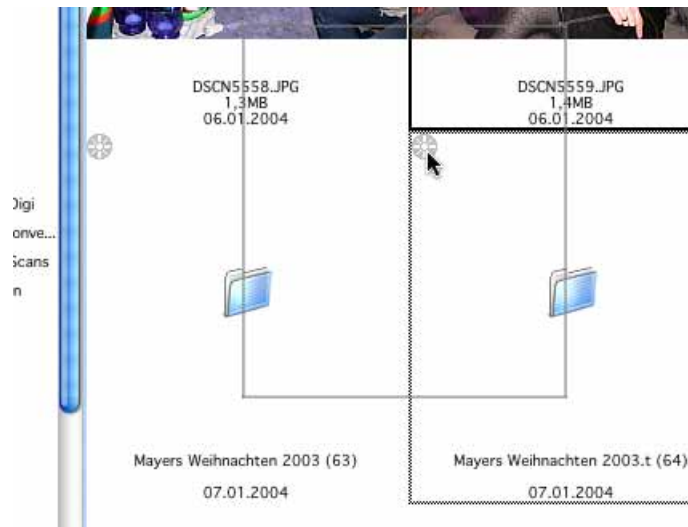 DSCN5558.JPG
1,3MB
06.01.2004
DSCN5559.JPG
1,4MB
06.01.2004
Digi
onve...
Scans
n
Mayers Weihnachten 2003 (63)
07.01.2004
Mayers Weihnachten 2003.t (64)
07.01.2004